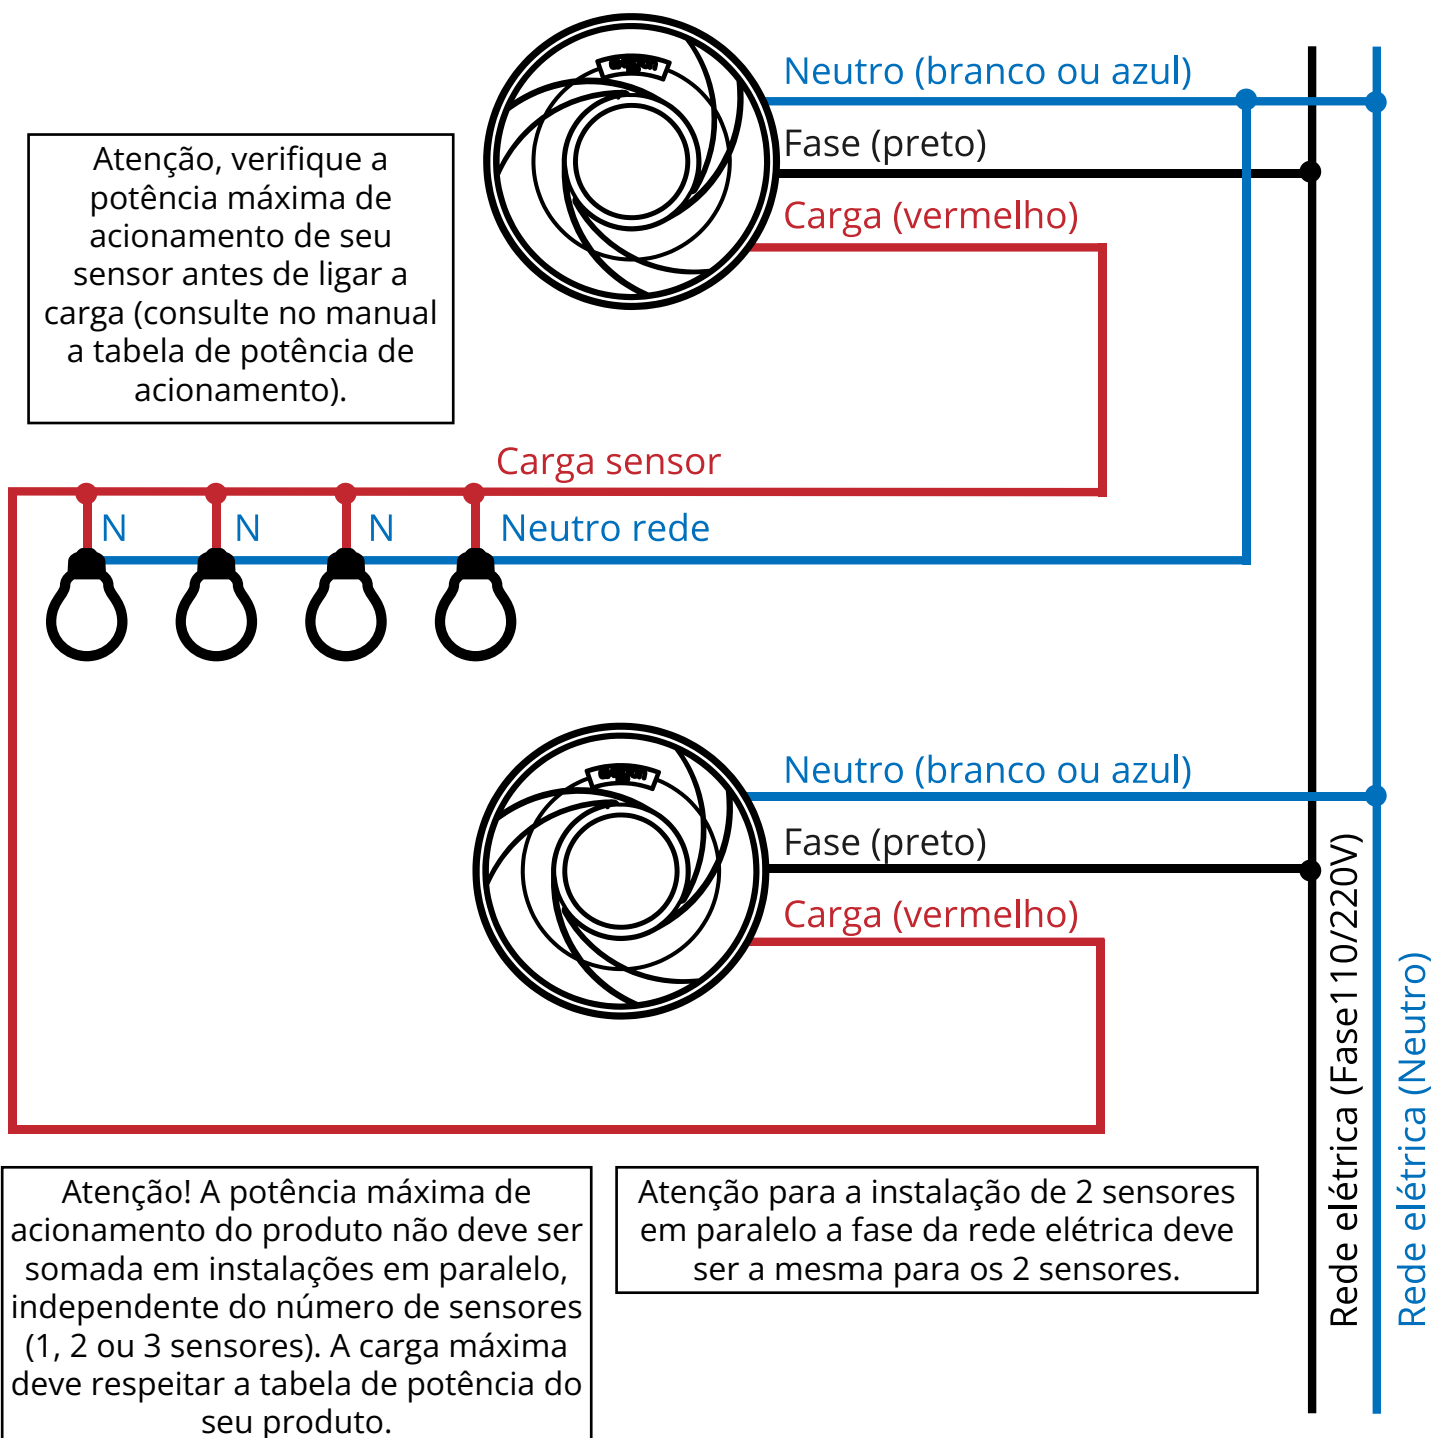 Neutro (branco ou azul)
Fase (preto)
Carga (vermelho)
Atenção, verifique a
potência máxima de
acionamento de seu
sensor antes de ligar a
carga (consulte no manual
a tabela de potência de
acionamento).
Carga sensor
N
N
N
Neutro rede
Neutro (branco ou azul)
Fase (preto)
Carga (vermelho)
Rede elétrica (Fase110/220V)
Rede elétrica (Neutro)
Atenção! A potência máxima de
acionamento do produto não deve ser
somada em instalações em paralelo,
independente do número de sensores
(1, 2 ou 3 sensores). A carga máxima
deve respeitar a tabela de potência do
seu produto.
Atenção para a instalação de 2 sensores
em paralelo a fase da rede elétrica deve
ser a mesma para os 2 sensores.